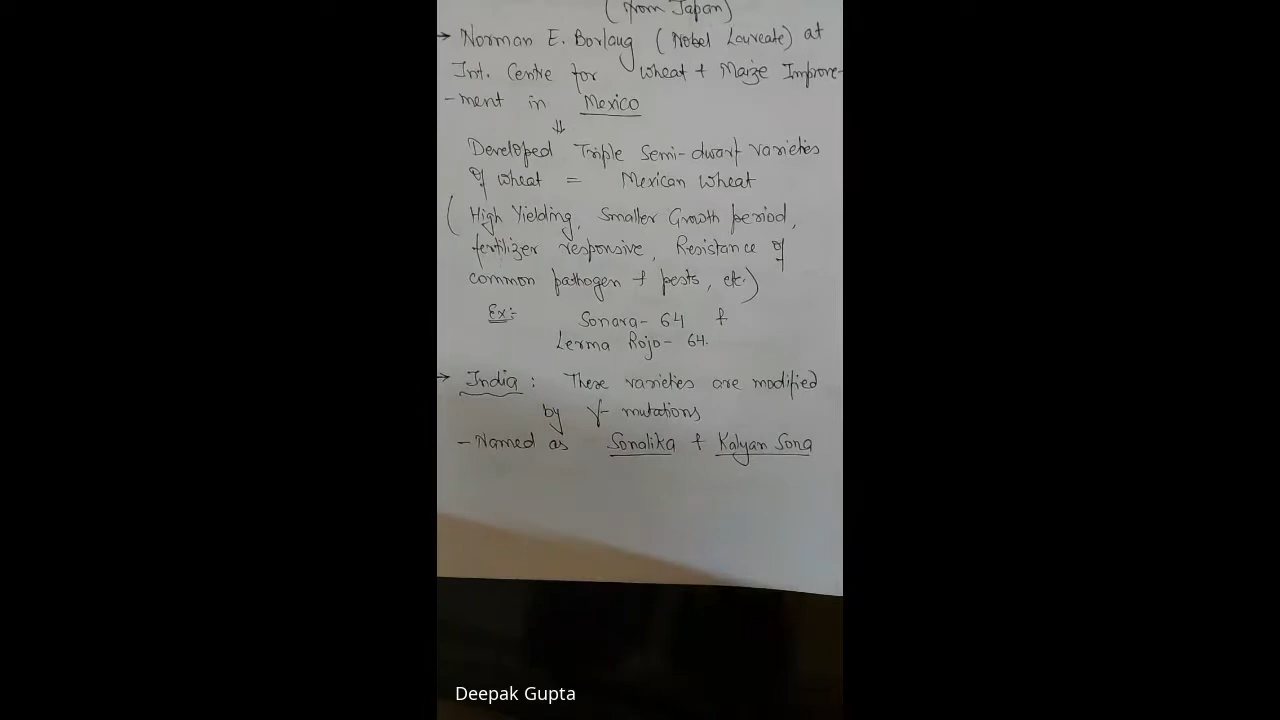 (from Japan)
→ Norman E. Borlaug (Nobel Laureate) at
Int. Centre for wheat + Maize Improve-
-ment in Mexico
⇓
Developed Triple Semi-dwarf varieties
of wheat = Mexican wheat
(High Yielding, Smaller Growth period,
fertilizer responsive, Resistance of
common pathogen + pests, etc.)
Ex:- Sonara- 64 +
Lerma Rojo- 64.
→ India : These varieties are modified
by γ- mutations
- Named as Sonalika + Kalyan Sona
Deepak Gupta